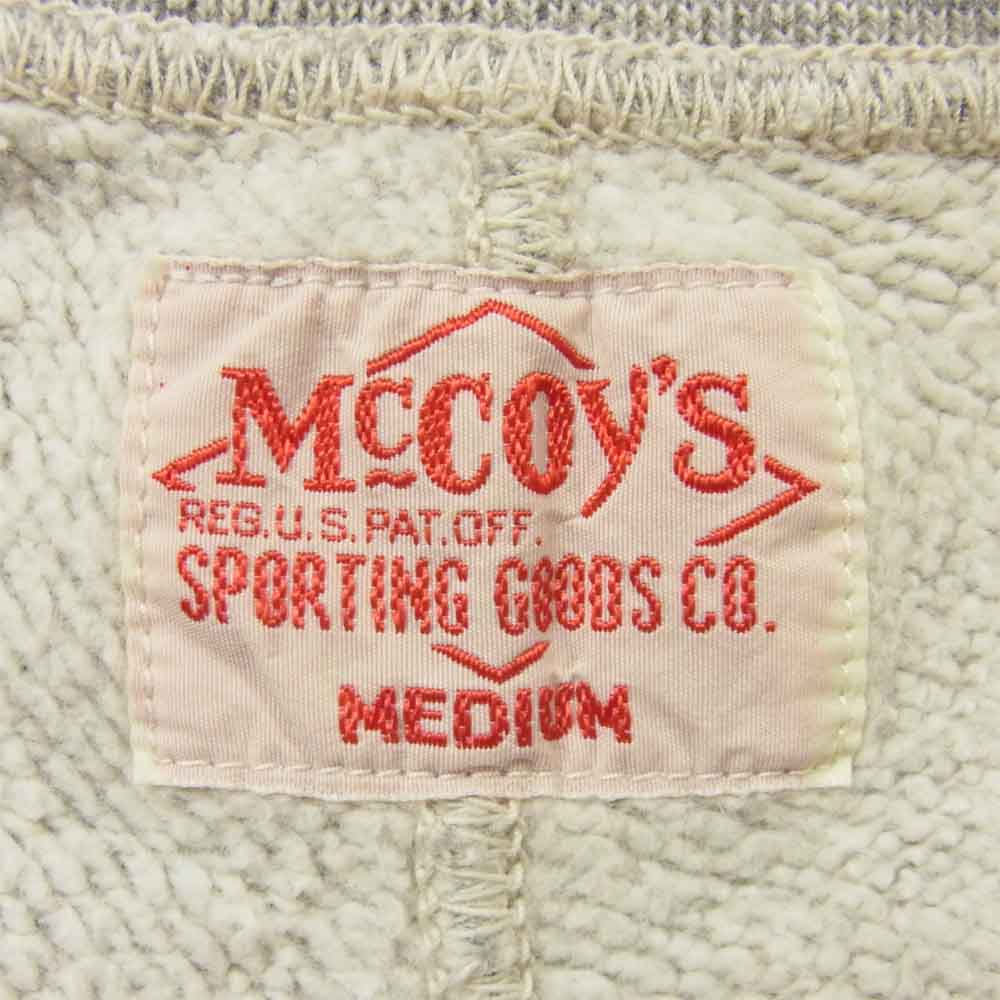 McCOy's
REG.U.S.PAT.OFF.
SPORTING GOODS CO.
MEDIUM